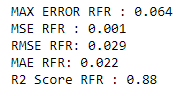 MAX ERROR RFR : 0.064
MSE RFR : 0.001
RMSE RFR: 0.029
MAE RFR: 0.022
R2 Score RFR : 0.88